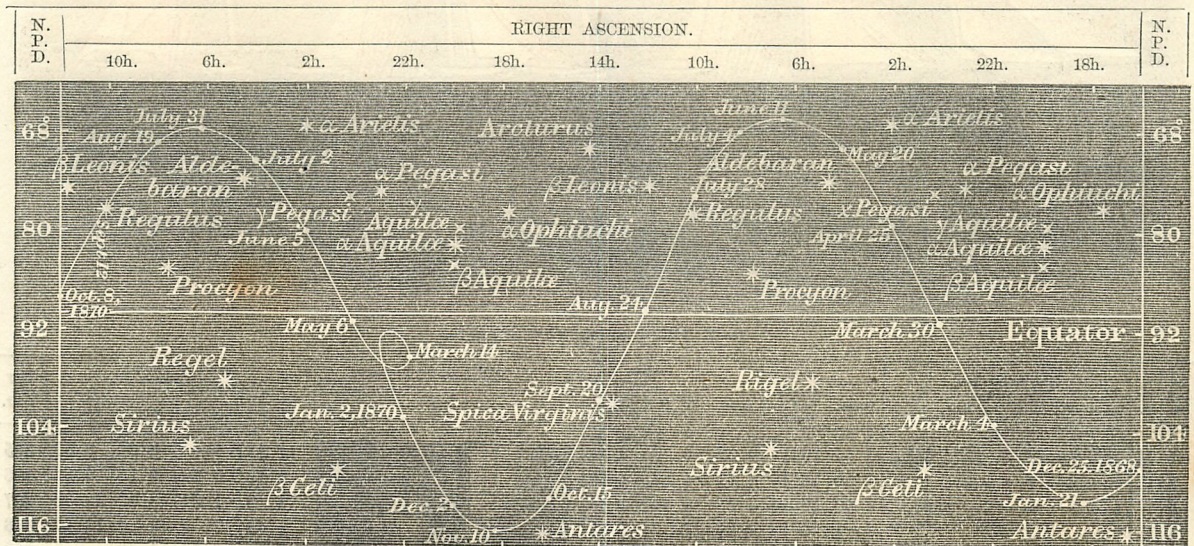 N. P. D.
RIGHT ASCENSION.
N. P. D.
10h. 6h. 2h. 22h. 18h. 14h. 10h. 6h. 2h. 22h. 18h.
68°
July 31
Aug. 19
α Arietis
Arcturus
June 11
July 4
α Arietis
68°
β Leonis
Alde-
baran
July 2
α Pegasi
β Leonis
Aldebaran
May 20
α Pegasi
July 28
α Ophiuchi
Regulus
γ Pegasi
γ
Aquilæ
α Ophiuchi
Regulus
γ Pegasi
γ Aquilæ
80
June 5
α Aquilæ
April 25
α Aquilæ
80
Procyon
β Aquilæ
Procyon
β Aquilæ
Oct. 8,
1870
Aug. 24
92
May 6
March 30
Equator
92
Regel
March 14
Rigel
Sept. 20
Jan. 2, 1870
Spica Virginis
March 4
104
Sirius
104
Sirius
Dec. 25, 1868,
β Ceti
Oct. 15
β Ceti
Jan. 21
Dec. 2
116
Nov. 10
Antares
Antares
116